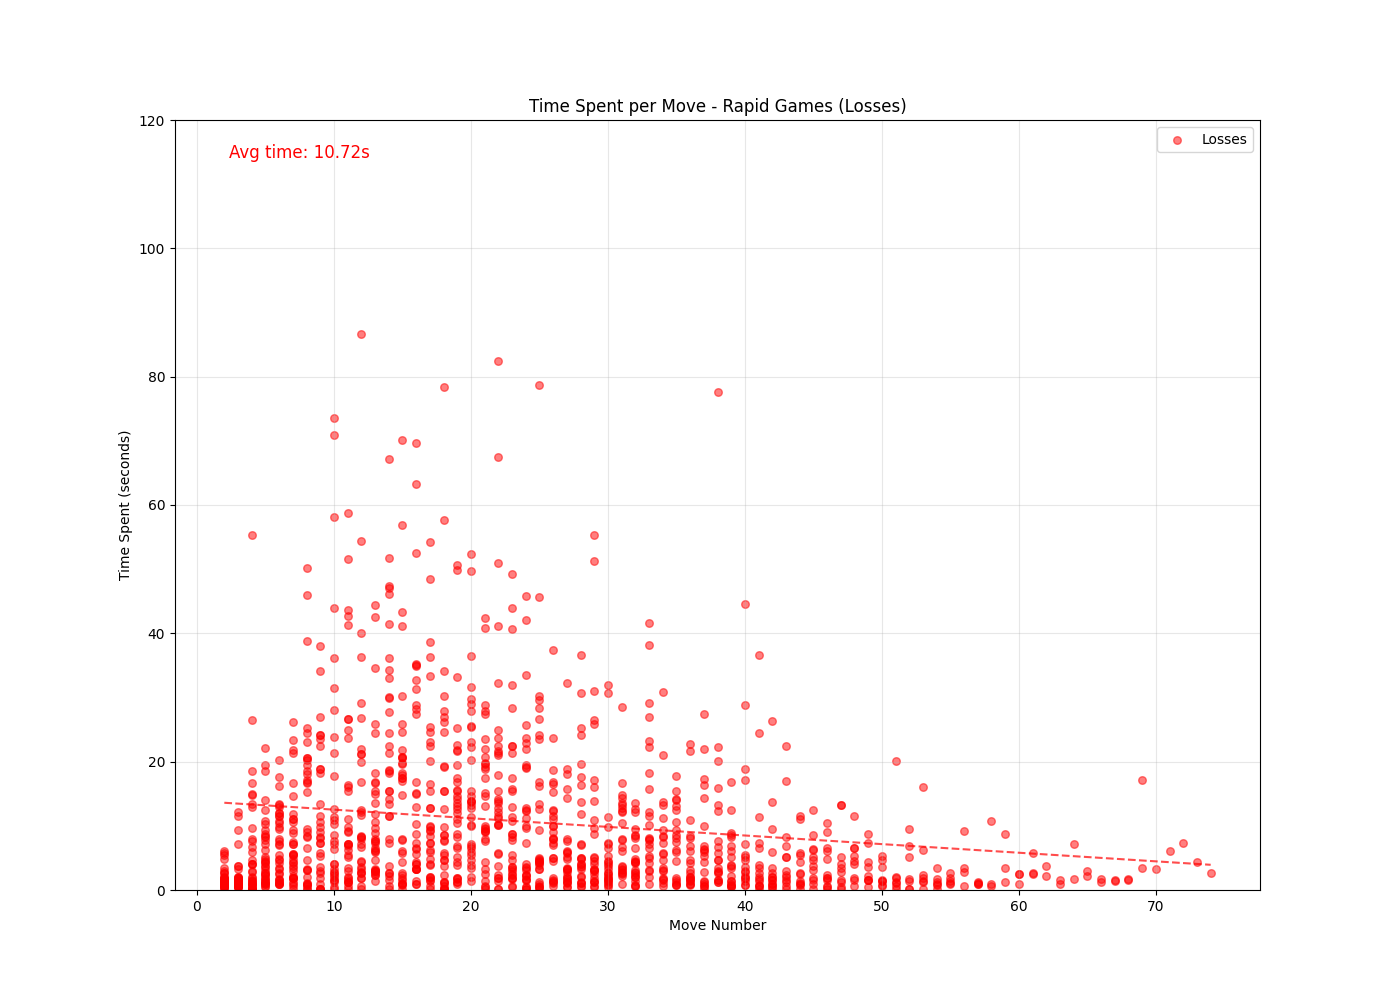 Time Spent per Move - Rapid Games (Losses)
Avg time: 10.72s
Losses
Time Spent (seconds)
120
100
80
60
40
20
0
0 10 20 30 40 50 60 70
Move Number